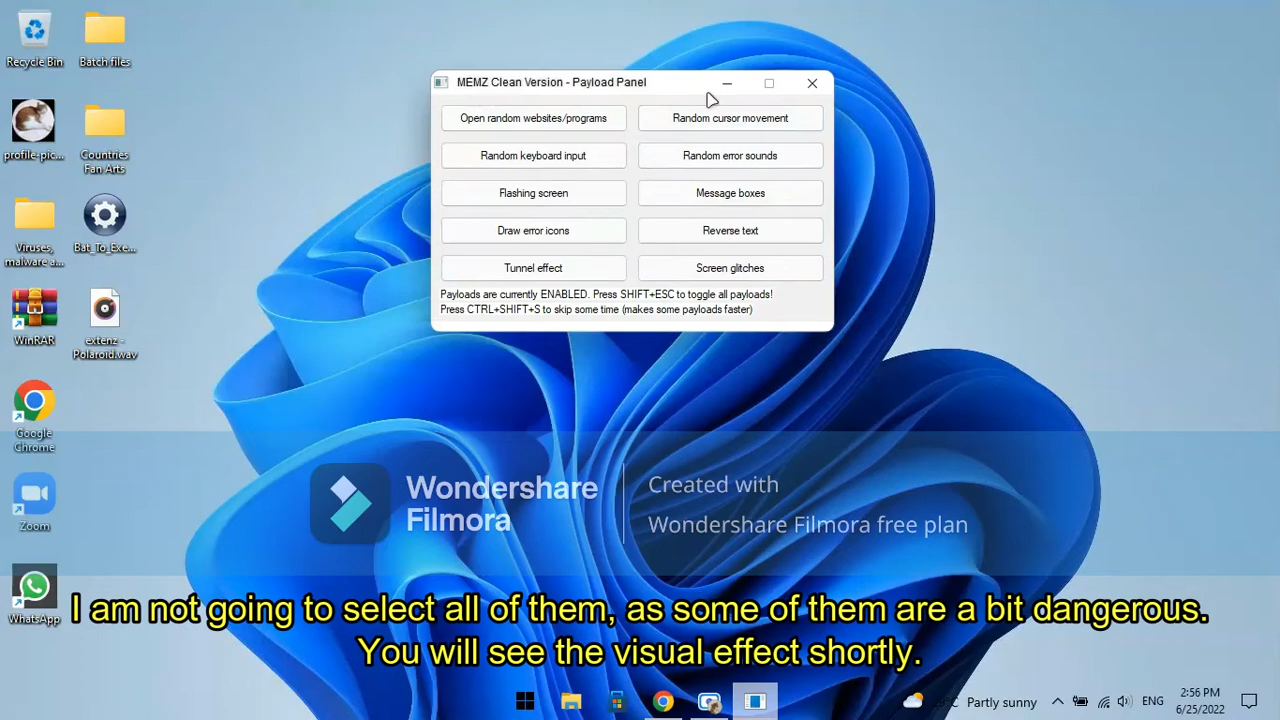 Recycle Bin
Batch files
profile-pic...
Countries
Fan Arts
Viruses,
malware a...
Bat_To_Exe...
WinRAR
extenz -
Polaroid.wav
Google
Chrome
Zoom
WhatsApp
MEMZ Clean Version - Payload Panel
Open random websites/programs
Random cursor movement
Random keyboard input
Random error sounds
Flashing screen
Message boxes
Draw error icons
Reverse text
Tunnel effect
Screen glitches
Payloads are currently ENABLED. Press SHIFT+ESC to toggle all payloads!
Press CTRL+SHIFT+S to skip some time (makes some payloads faster)
Wondershare
Filmora
Created with
Wondershare Filmora free plan
I am not going to select all of them, as some of them are a bit dangerous.
You will see the visual effect shortly.
Partly sunny
ENG
2:56 PM
6/25/2022